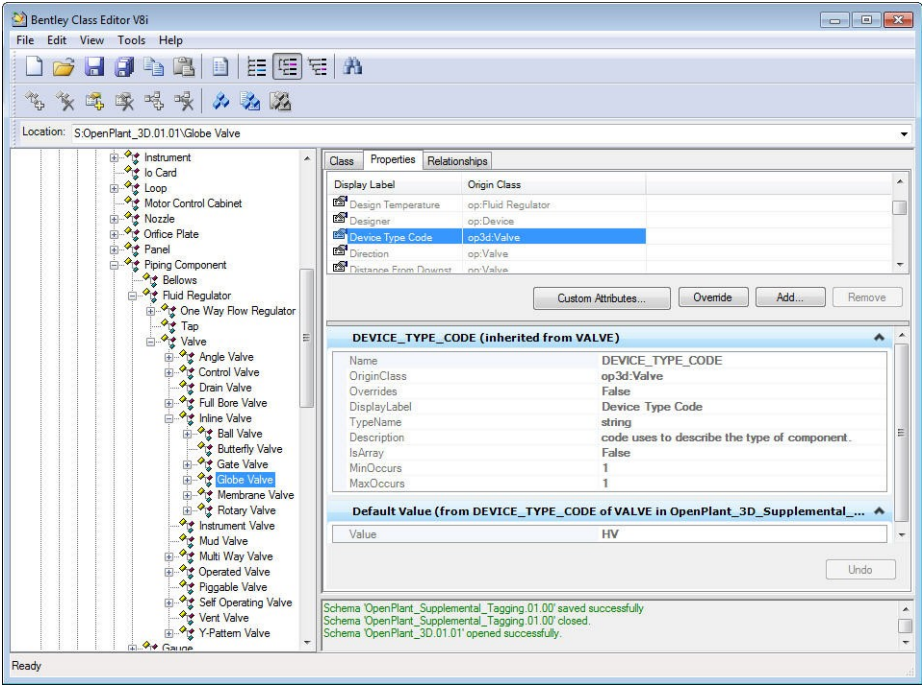 Bentley Class Editor V8i
File Edit View Tools Help
Location: S:OpenPlant_3D.01.01\Globe Valve
Instrument
Io Card
Loop
Motor Control Cabinet
Nozzle
Orifice Plate
Panel
Piping Component
Bellows
Fluid Regulator
One Way Flow Regulator
Tap
Valve
Angle Valve
Control Valve
Drain Valve
Full Bore Valve
Inline Valve
Ball Valve
Butterfly Valve
Gate Valve
Globe Valve
Membrane Valve
Rotary Valve
Instrument Valve
Mud Valve
Multi Way Valve
Operated Valve
Piggable Valve
Self Operating Valve
Vent Valve
Y-Pattern Valve
Gauge
Class Properties Relationships
Display Label Origin Class
Design Temperature op:Fluid Regulator
Designer op:Device
Device Type Code op3d:Valve
Direction op:Valve
Distance From Downst op:Valve
Custom Attributes... Override Add... Remove
DEVICE_TYPE_CODE (inherited from VALVE)
Name DEVICE_TYPE_CODE
OriginClass op3d:Valve
Overrides False
DisplayLabel Device Type Code
TypeName string
Description code uses to describe the type of component.
IsArray False
MinOccurs 1
MaxOccurs 1
Default Value (from DEVICE_TYPE_CODE of VALVE in OpenPlant_3D_Supplemental_...
Value HV
Undo
Schema 'OpenPlant_Supplemental_Tagging.01.00' saved successfully
Schema 'OpenPlant_Supplemental_Tagging.01.00' closed.
Schema 'OpenPlant_3D.01.01' opened successfully.
Ready